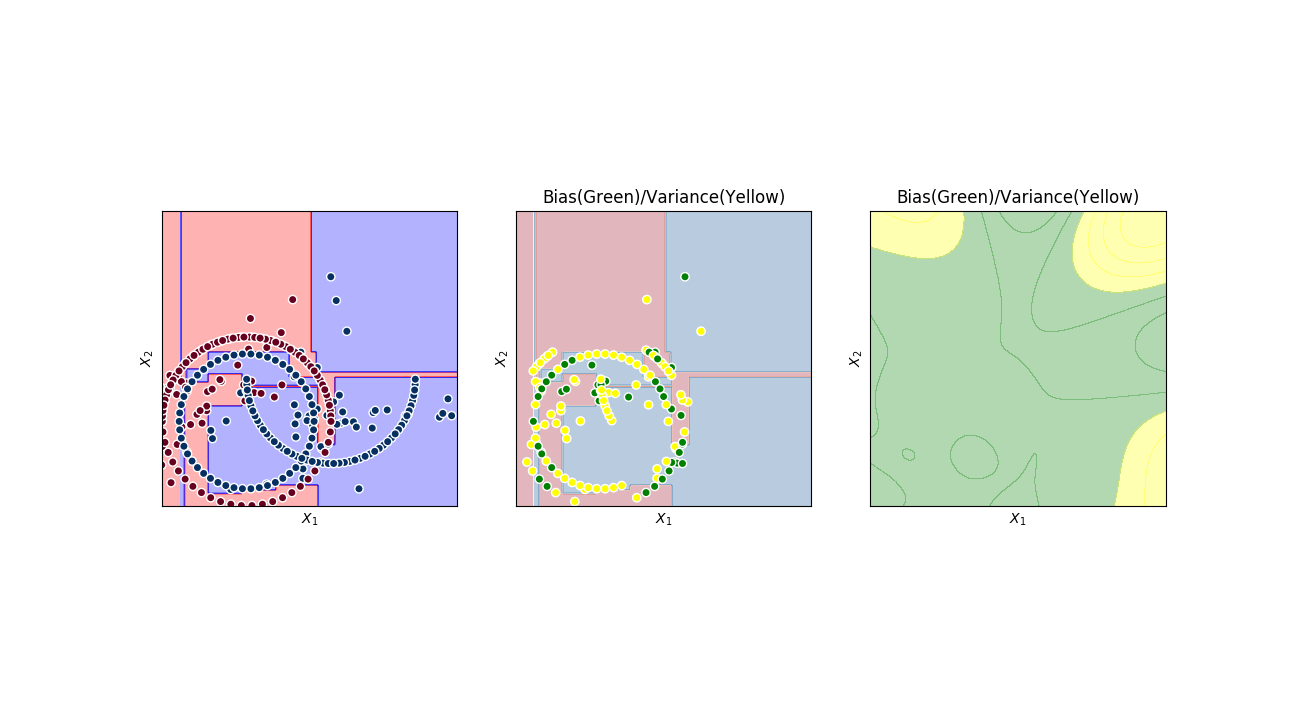 Bias(Green)/Variance(Yellow)
Bias(Green)/Variance(Yellow)
X₂
X₂
X₂
X₁
X₁
X₁